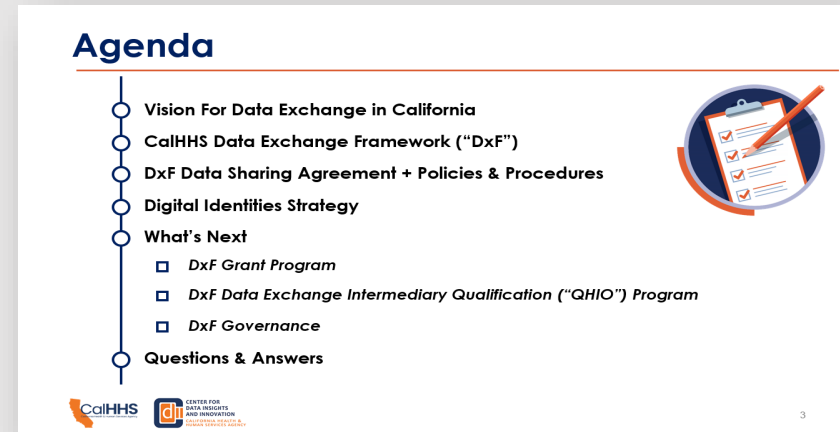 Agenda
Vision For Data Exchange in California
CalHHS Data Exchange Framework (“DxF”)
DxF Data Sharing Agreement + Policies & Procedures
Digital Identities Strategy
What’s Next
DxF Grant Program
DxF Data Exchange Intermediary Qualification (“QHIO”) Program
DxF Governance
Questions & Answers
CalHHS
CENTER FOR
DATA INSIGHTS
AND INNOVATION
CALIFORNIA HEALTH &
HUMAN SERVICES AGENCY
3